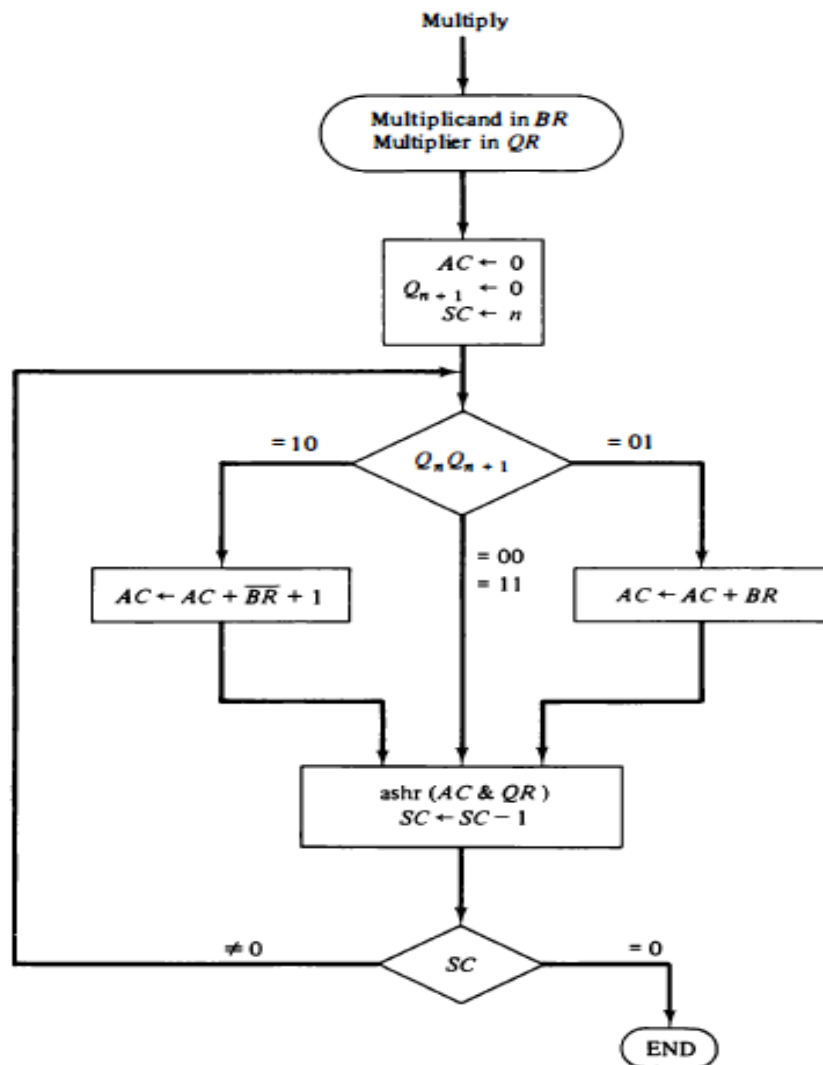 Multiply
Multiplicand in BR
Multiplier in QR
AC ← 0
Qₙ₊₁ ← 0
SC ← n
= 10
QₙQₙ₊₁
= 01
= 00
= 11
AC ← AC + B̅R̅ + 1
AC ← AC + BR
ashr (AC & QR)
SC ← SC − 1
≠ 0
SC
= 0
END